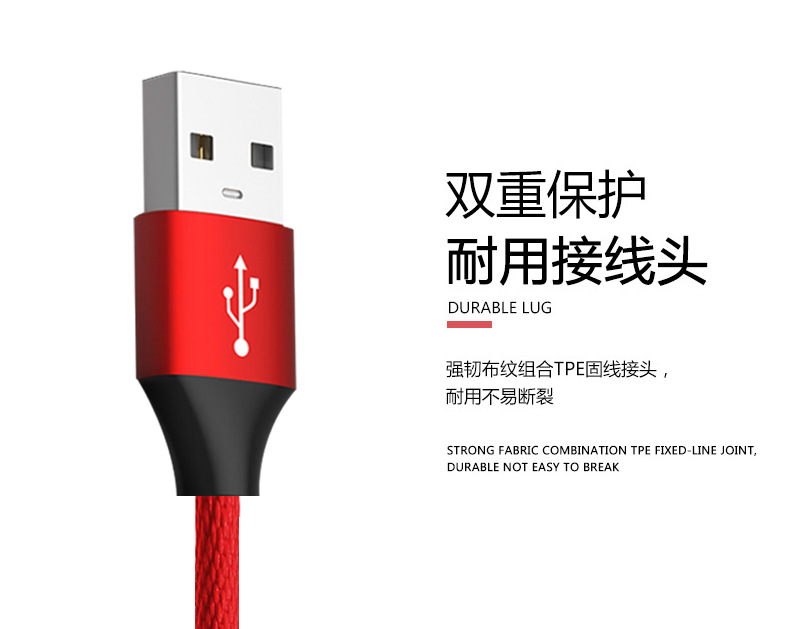 双重保护
耐用接线头
DURABLE LUG
强韧布纹组合TPE固线接头，
耐用不易断裂
STRONG FABRIC COMBINATION TPE FIXED-LINE JOINT,
DURABLE NOT EASY TO BREAK